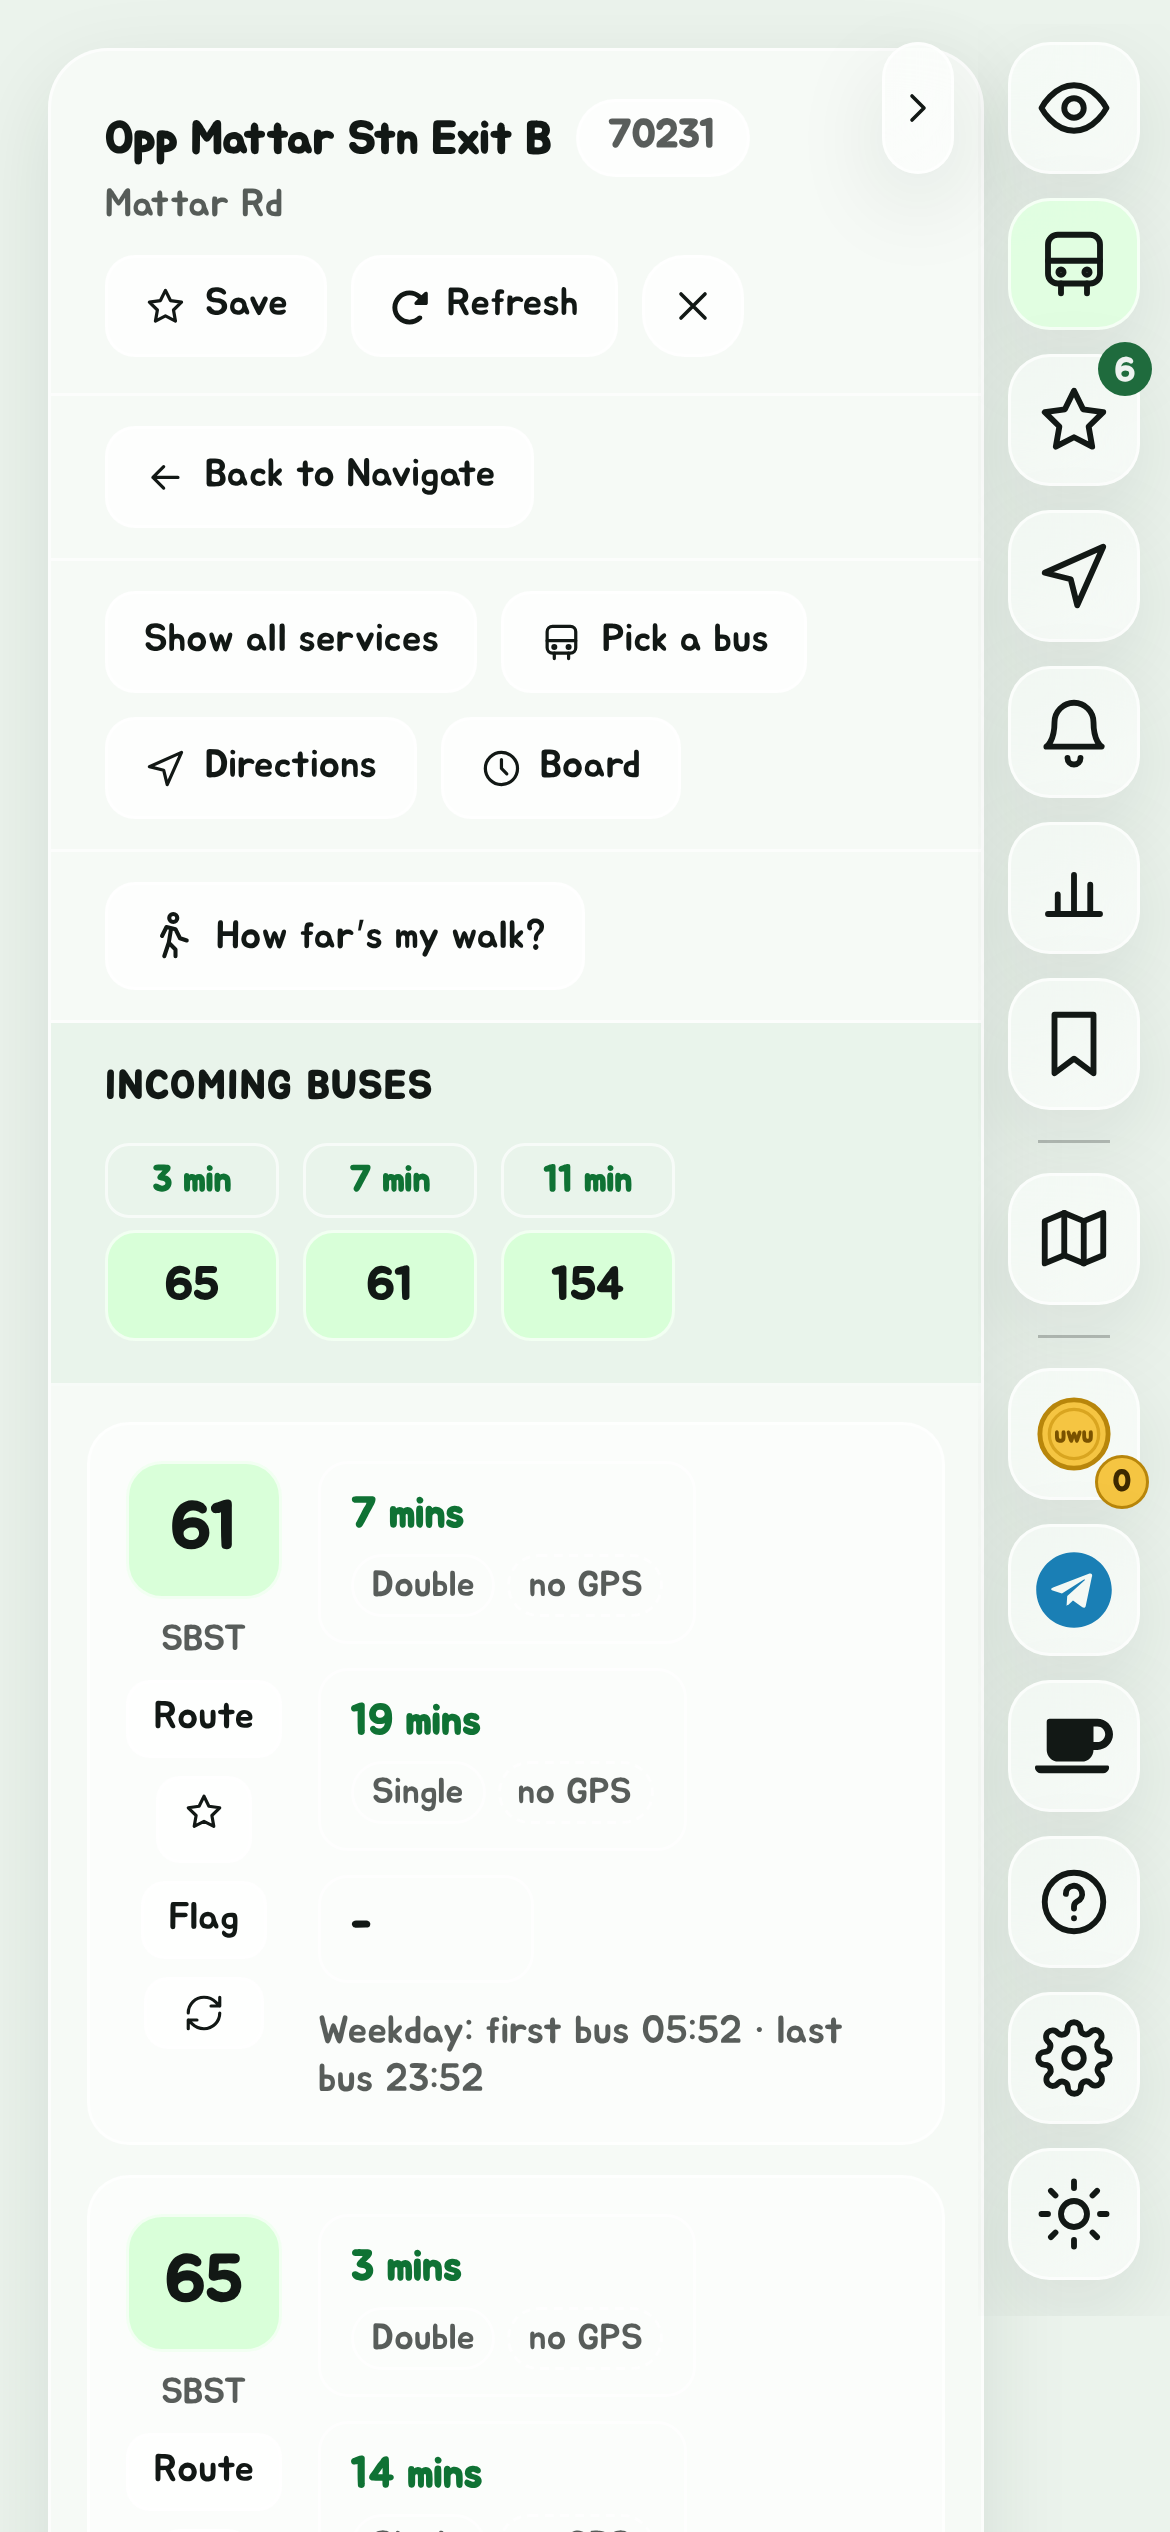 Opp Mattar Stn Exit B 70231
Mattar Rd
Save Refresh
6
Back to Navigate
Show all services Pick a bus
Directions Board
How far's my walk?
INCOMING BUSES
3 min 7 min 11 min
65 61 154
uwu
0
61 7 mins
Double no GPS
SBST
Route 19 mins
Single no GPS
Flag -
Weekday: first bus 05:52 · last
bus 23:52
65 3 mins
Double no GPS
SBST
Route 14 mins